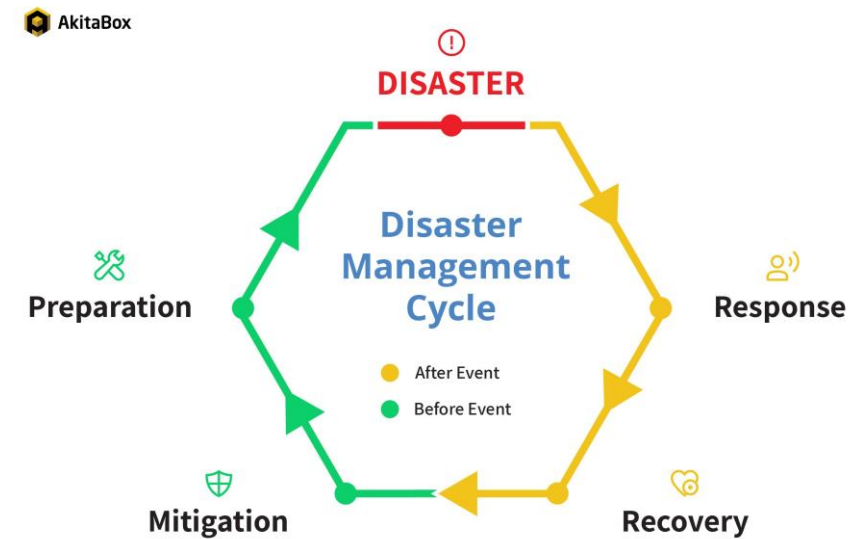 AkitaBox
DISASTER
Disaster
Management
Cycle
Preparation
Response
After Event
Before Event
Mitigation
Recovery